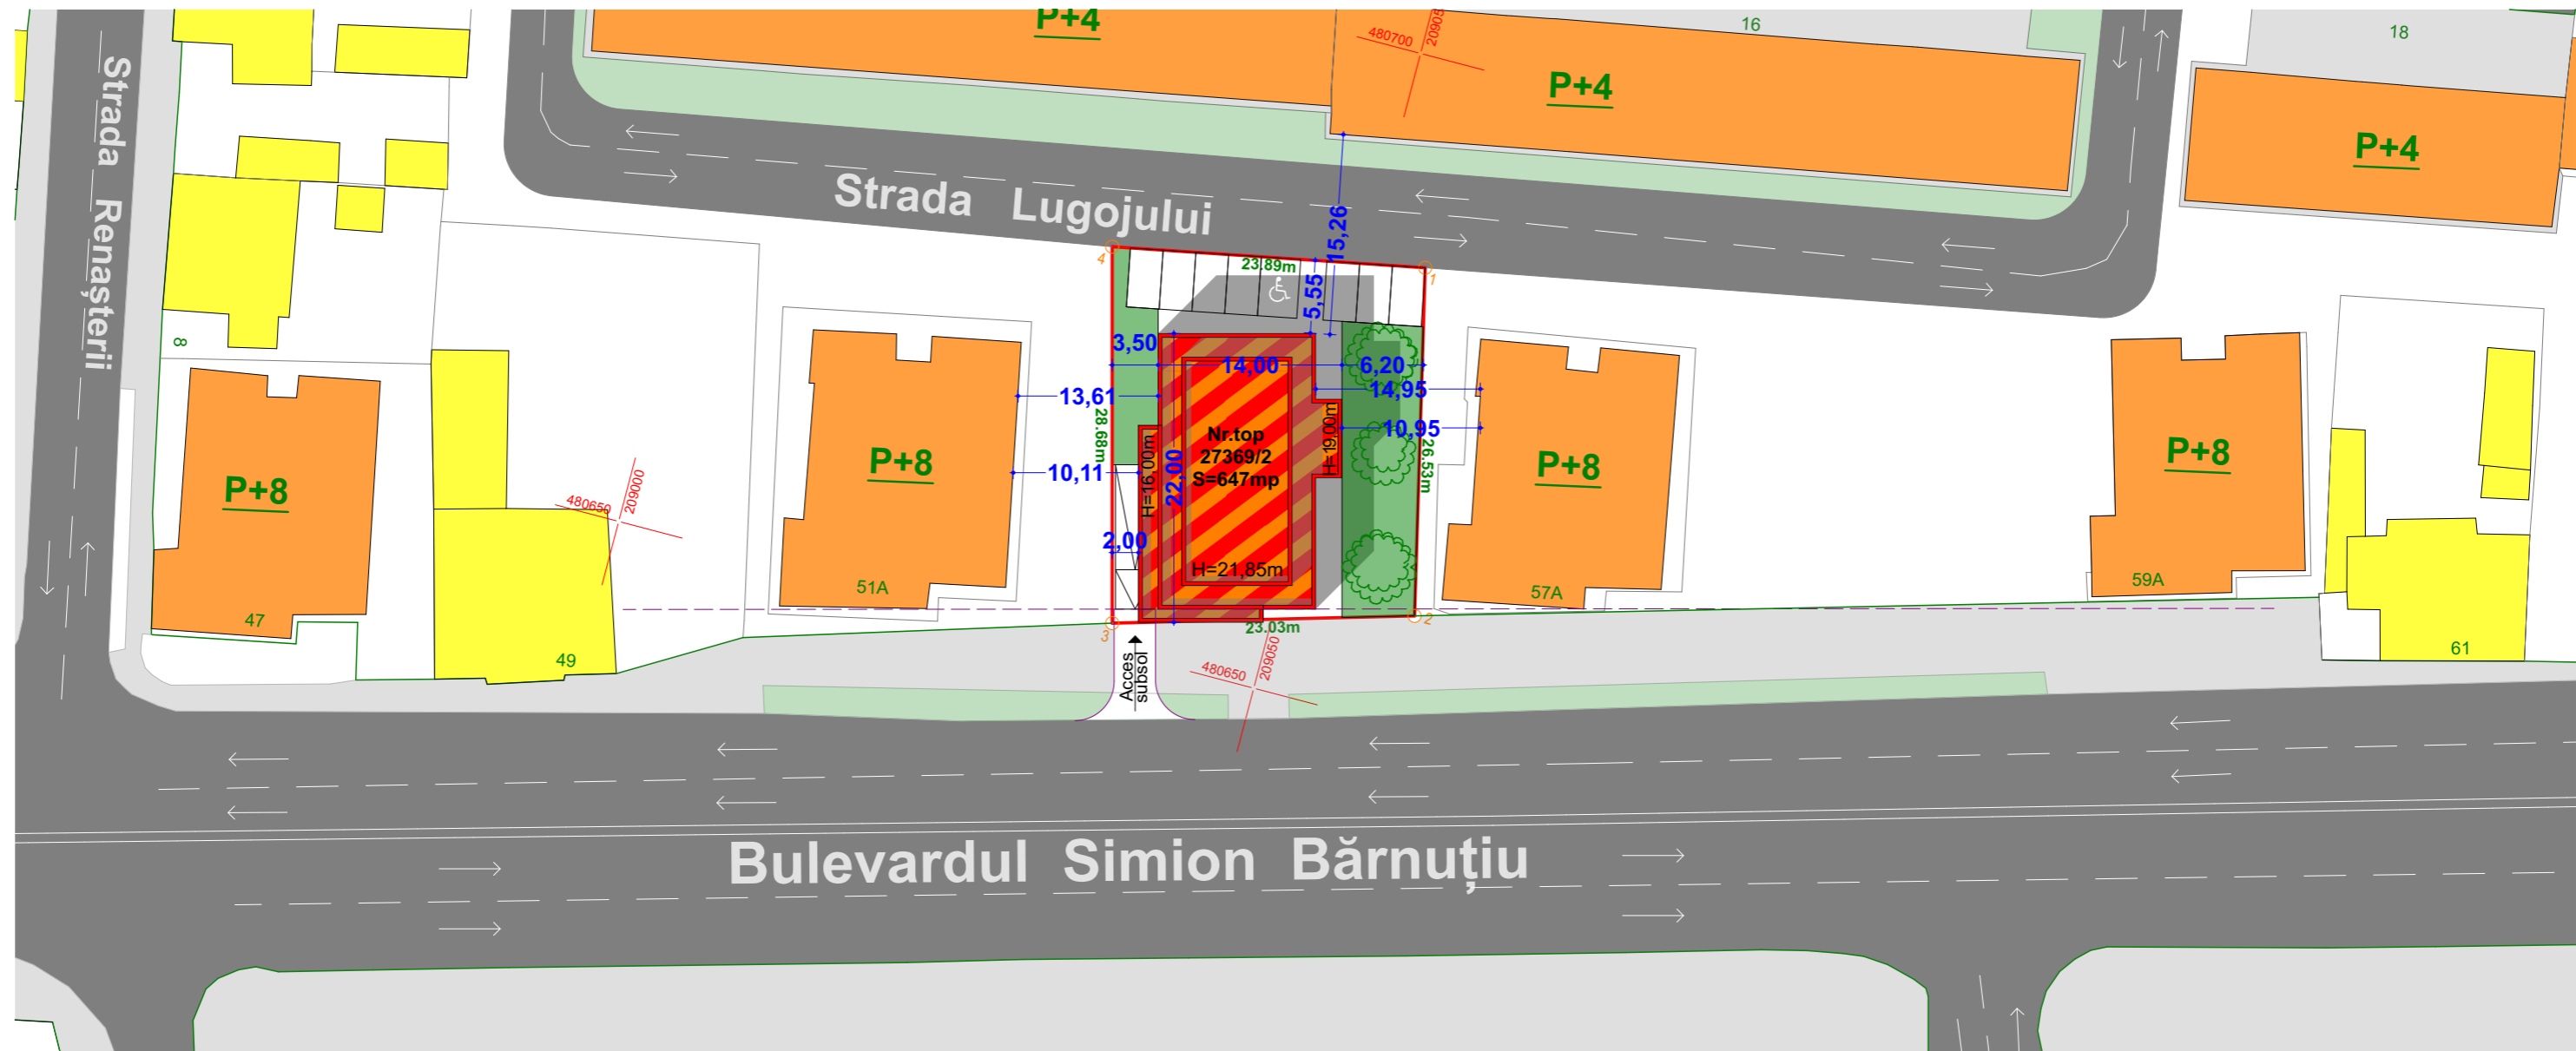 P+4
480700
20905
16
18
P+4
P+4
Strada Renașterii
Strada Lugojului
15,26
4
23.89m
1
5,55
8
3,50
14,00
6,20
14,95
13,61
28.68m
10,95
26.53m
Nr.top
27369/2
S=647mp
H=16,00m
22,00
H=19,00m
10,11
P+8
P+8
P+8
P+8
480650
209000
2,00
H=21,85m
51A
57A
59A
47
49
61
3
23.03m
2
Acces
subsol
480650
209050
Bulevardul Simion Bărnuțiu